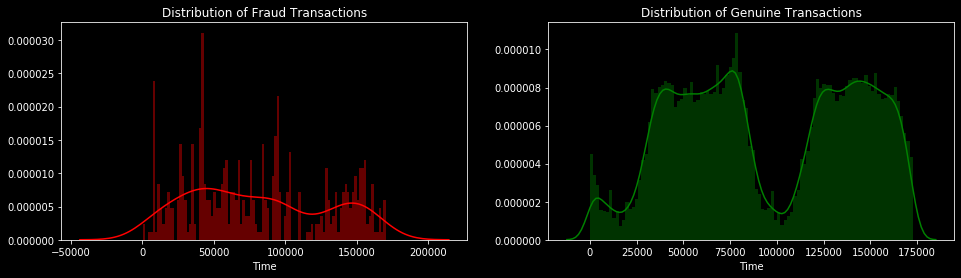 Distribution of Fraud Transactions
0.000030
0.000025
0.000020
0.000015
0.000010
0.000005
0.000000
−50000 0 50000 100000 150000 200000
Time
Distribution of Genuine Transactions
0.000010
0.000008
0.000006
0.000004
0.000002
0.000000
0 25000 50000 75000 100000 125000 150000 175000
Time